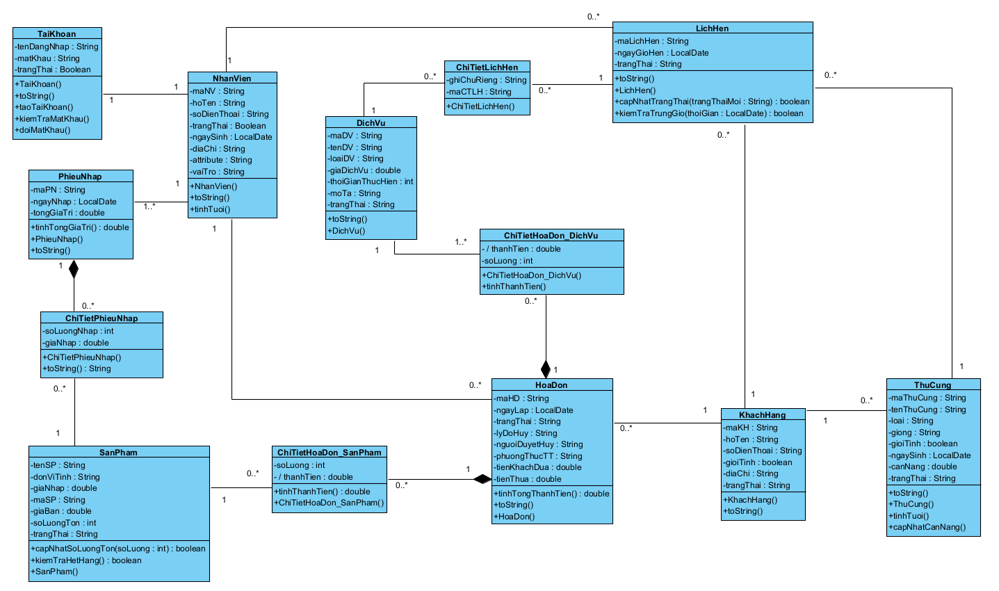 TaiKhoan
-tenDangNhap : String
-matKhau : String
-trangThai : Boolean
+TaiKhoan()
+toString()
+taoTaiKhoan()
+kiemTraMatKhau()
+doiMatKhau()
1
1
NhanVien
-maNV : String
-hoTen : String
-soDienThoai : String
-trangThai : Boolean
-ngaySinh : LocalDate
-diaChi : String
-attribute : String
-vaiTro : String
+NhanVien()
+toString()
+tinhTuoi()
1
0..*
LichHen
-maLichHen : String
-ngayGioHen : LocalDate
-trangThai : String
+toString()
+LichHen()
+capNhatTrangThai(trangThaiMoi : String) : boolean
+kiemTraTrungGio(thoiGian : LocalDate) : boolean
0..*
0..*
ChiTietLichHen
-ghiChuRieng : String
-maCTLH : String
+ChiTietLichHen()
0..*
0..*
1
1
DichVu
-maDV : String
-tenDV : String
-loaiDV : String
-giaDichVu : double
-thoiGianThucHien : int
-moTa : String
-trangThai : String
+toString()
+DichVu()
1
1..*
PhieuNhap
-maPN : String
-ngayNhap : LocalDate
-tongGiaTri : double
+tinhTongGiaTri() : double
+PhieuNhap()
+toString()
1
1..*
1
0..*
1
ChiTietHoaDon_DichVu
- / thanhTien : double
-soLuong : int
+ChiTietHoaDon_DichVu()
+tinhThanhTien()
0..*
1
ChiTietPhieuNhap
-soLuongNhap : int
-giaNhap : double
+ChiTietPhieuNhap()
+toString() : String
0..*
1
0..*
HoaDon
-maHD : String
-ngayLap : LocalDate
-trangThai : String
-lyDoHuy : String
-nguoiDuyetHuy : String
-phuongThucTT : String
-tienKhachDua : double
-tienThua : double
+tinhTongThanhTien() : double
+toString()
+HoaDon()
0..*
1
1
KhachHang
-maKH : String
-hoTen : String
-soDienThoai : String
-gioiTinh : boolean
-diaChi : String
-trangThai : String
+KhachHang()
+toString()
1
0..*
1
ThuCung
-maThuCung : String
-tenThuCung : String
-loai : String
-giong : String
-gioiTinh : boolean
-ngaySinh : LocalDate
-canNang : double
-trangThai : String
+toString()
+ThuCung()
+tinhTuoi()
+capNhatCanNang()
SanPham
-tenSP : String
-donViTinh : String
-giaNhap : double
-maSP : String
-giaBan : double
-soLuongTon : int
-trangThai : String
+capNhatSoLuongTon(soLuong : int) : boolean
+kiemTraHetHang() : boolean
+SanPham()
1
0..*
ChiTietHoaDon_SanPham
-soLuong : int
- / thanhTien : double
+tinhThanhTien() : double
+ChiTietHoaDon_SanPham()
0..*
1